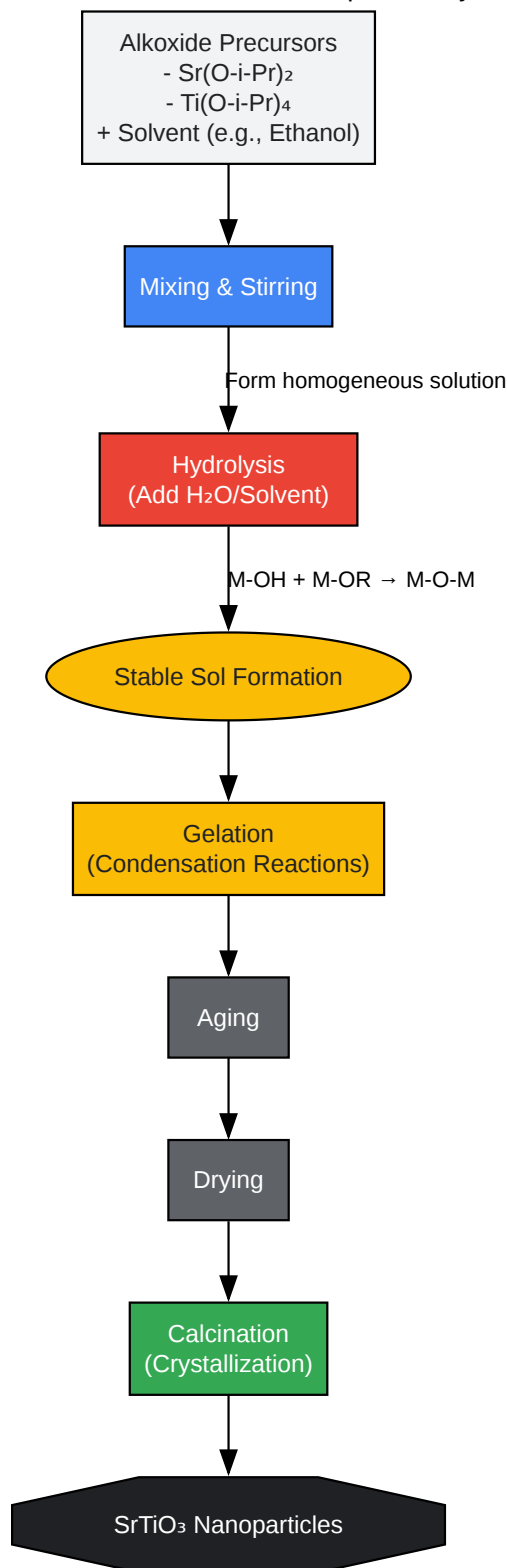 Alkoxide Precursors
- Sr(O-i-Pr)₂
- Ti(O-i-Pr)₄
+ Solvent (e.g., Ethanol)
Mixing & Stirring
Form homogeneous solution
Hydrolysis
(Add H₂O/Solvent)
M-OH + M-OR → M-O-M
Stable Sol Formation
Gelation
(Condensation Reactions)
Aging
Drying
Calcination
(Crystallization)
SrTiO₃ Nanoparticles